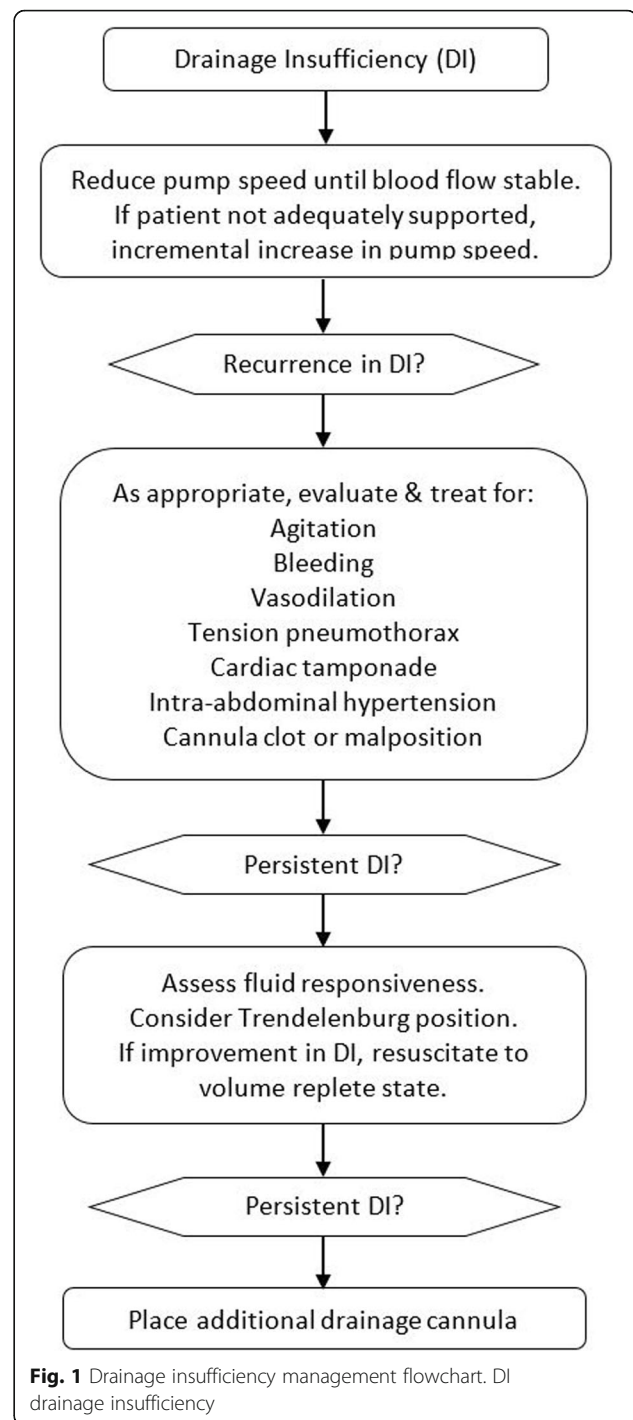 Drainage Insufficiency (DI)
Reduce pump speed until blood flow stable.
If patient not adequately supported,
incremental increase in pump speed.
Recurrence in DI?
As appropriate, evaluate & treat for:
Agitation
Bleeding
Vasodilation
Tension pneumothorax
Cardiac tamponade
Intra-abdominal hypertension
Cannula clot or malposition
Persistent DI?
Assess fluid responsiveness.
Consider Trendelenburg position.
If improvement in DI, resuscitate to
volume replete state.
Persistent DI?
Place additional drainage cannula
Fig. 1 Drainage insufficiency management flowchart. DI
drainage insufficiency